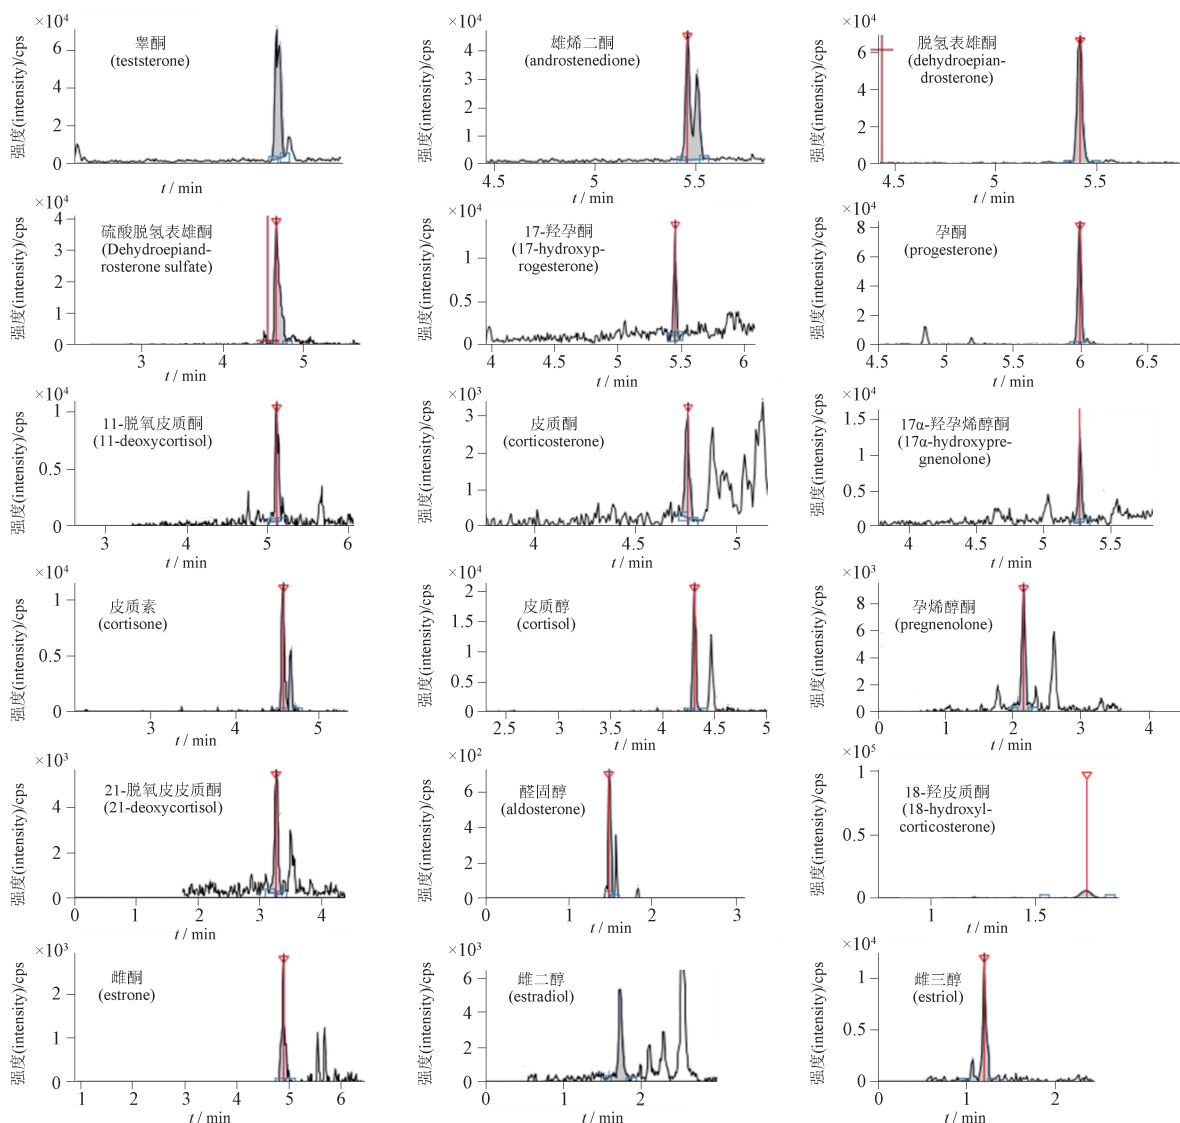 ×10⁴
睾酮
(teststerone)
强度(intensity)/cps
6
4
2
0
t / min
×10⁴
雄烯二酮
(androstenedione)
强度(intensity)/cps
4
3
2
1
0
4.5
5
5.5
t / min
×10⁴
脱氢表雄酮
(dehydroepian-
drosterone)
强度(intensity)/cps
6
4
2
0
4.5
5
5.5
t / min
×10⁴
硫酸脱氢表雄酮
(Dehydroepiand-
rosterone sulfate)
强度(intensity)/cps
4
3
2
1
0
3
4
5
t / min
×10⁴
17-羟孕酮
(17-hydroxyp-
rogesterone)
强度(intensity)/cps
1
0.5
0
4
4.5
5
5.5
6
t / min
×10⁴
孕酮
(progesterone)
强度(intensity)/cps
8
6
4
2
0
4.5
5
5.5
6
6.5
t / min
×10⁴
11-脱氧皮质酮
(11-deoxycortisol)
强度(intensity)/cps
1
0.5
0
3
4
5
6
t / min
×10³
皮质酮
(corticosterone)
强度(intensity)/cps
3
2
1
0
4
4.5
5
t / min
×10⁴
17α-羟孕烯醇酮
(17α-hydroxypre-
gnenolone)
强度(intensity)/cps
1.5
1
0.5
0
4
4.5
5
5.5
t / min
×10⁴
皮质素
(cortisone)
强度(intensity)/cps
1
0.5
0
3
4
5
t / min
×10⁴
皮质醇
(cortisol)
强度(intensity)/cps
2
1.5
1
0.5
0
2.5
3
3.5
4
4.5
5
t / min
×10³
孕烯醇酮
(pregnenolone)
强度(intensity)/cps
8
6
4
2
0
0
1
2
3
4
t / min
×10³
21-脱氧皮皮质酮
(21-deoxycortisol)
强度(intensity)/cps
4
2
0
0
1
2
3
4
t / min
×10²
醛固醇
(aldosterone)
强度(intensity)/cps
6
4
2
0
0
1
2
3
t / min
×10⁵
18-羟皮质酮
(18-hydroxyl-
corticosterone)
强度(intensity)/cps
1
0.5
0
1
1.5
t / min
×10³
雌酮
(estrone)
强度(intensity)/cps
2
1
0
1
2
3
4
5
6
t / min
×10³
雌二醇
(estradiol)
强度(intensity)/cps
6
4
2
0
0
1
2
t / min
×10⁴
雌三醇
(estriol)
强度(intensity)/cps
1
0.5
0
0
1
2
t / min